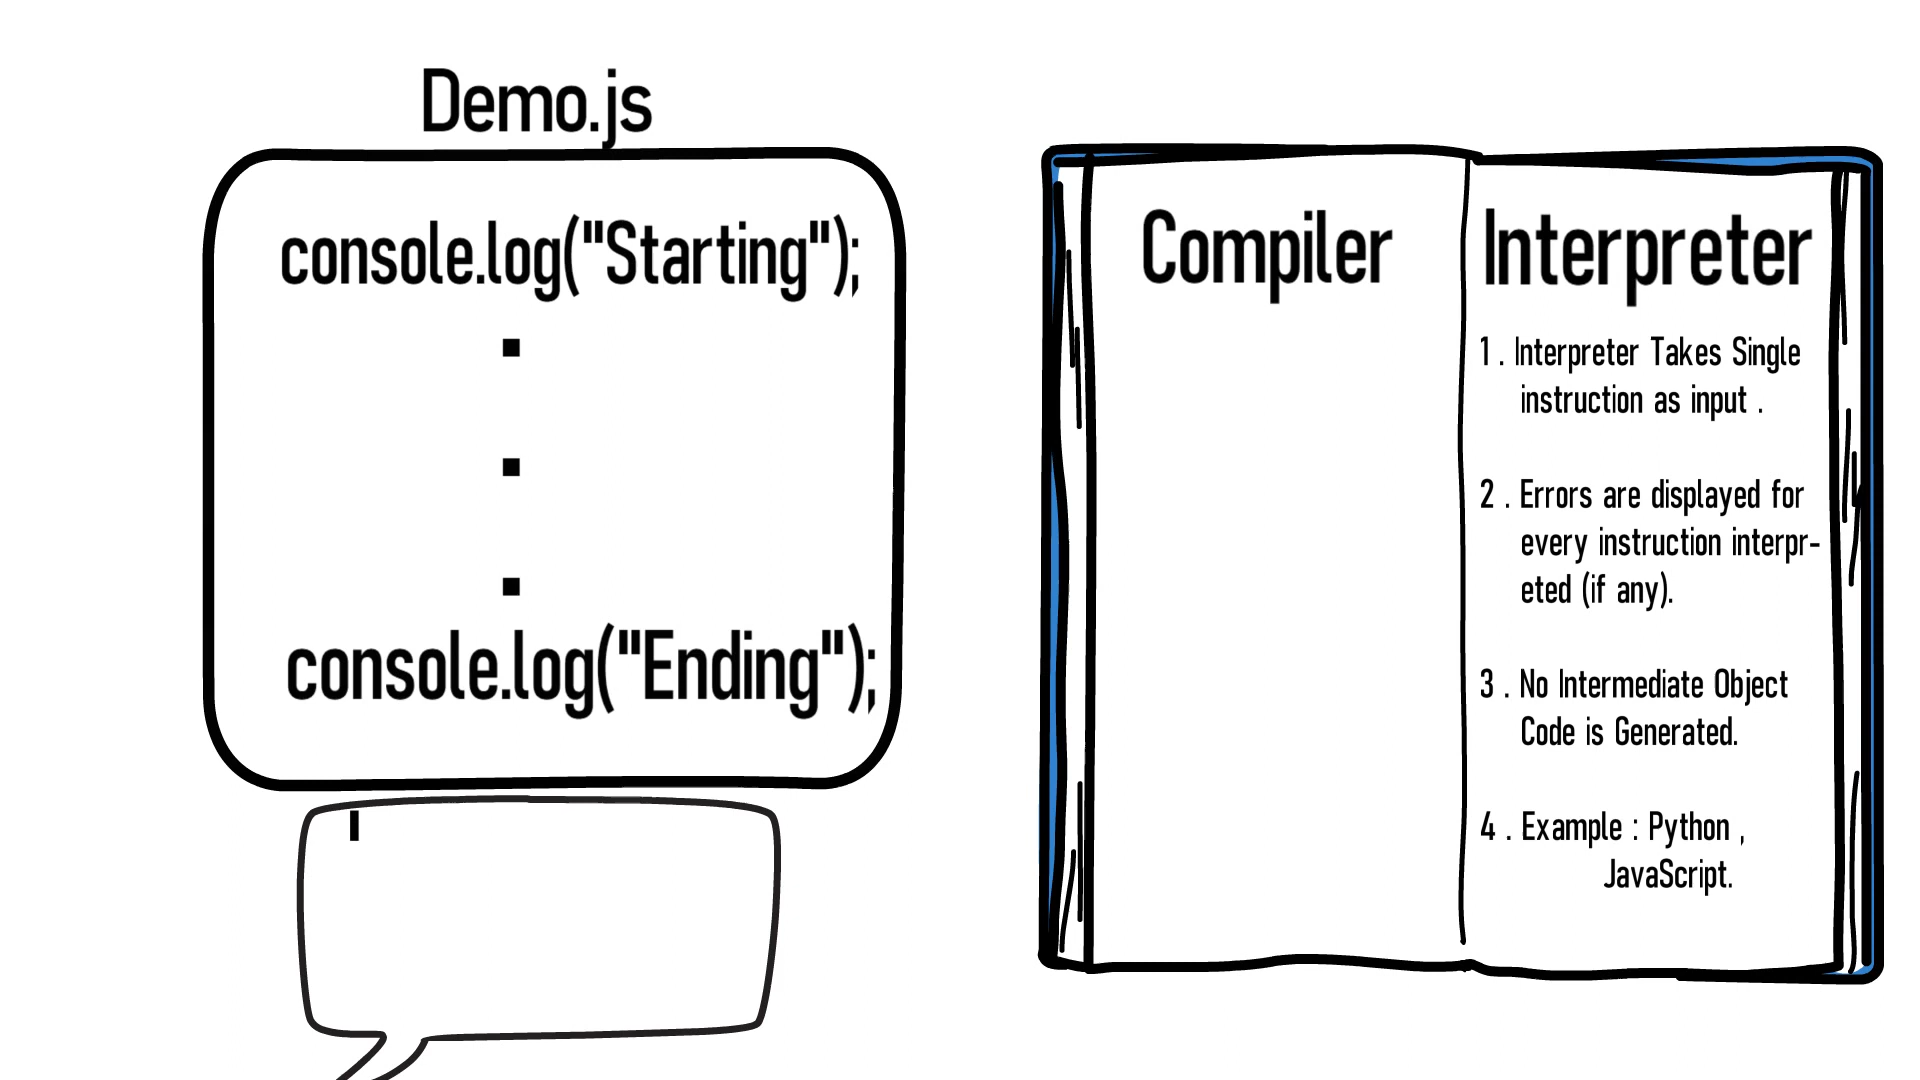 Demo.js
console.log("Starting");
.
.
.
console.log("Ending");
Compiler
Interpreter
1 . Interpreter Takes Single
instruction as input .
2 . Errors are displayed for
every instruction interpr-
eted (if any).
3 . No Intermediate Object
Code is Generated.
4 . Example : Python ,
JavaScript.